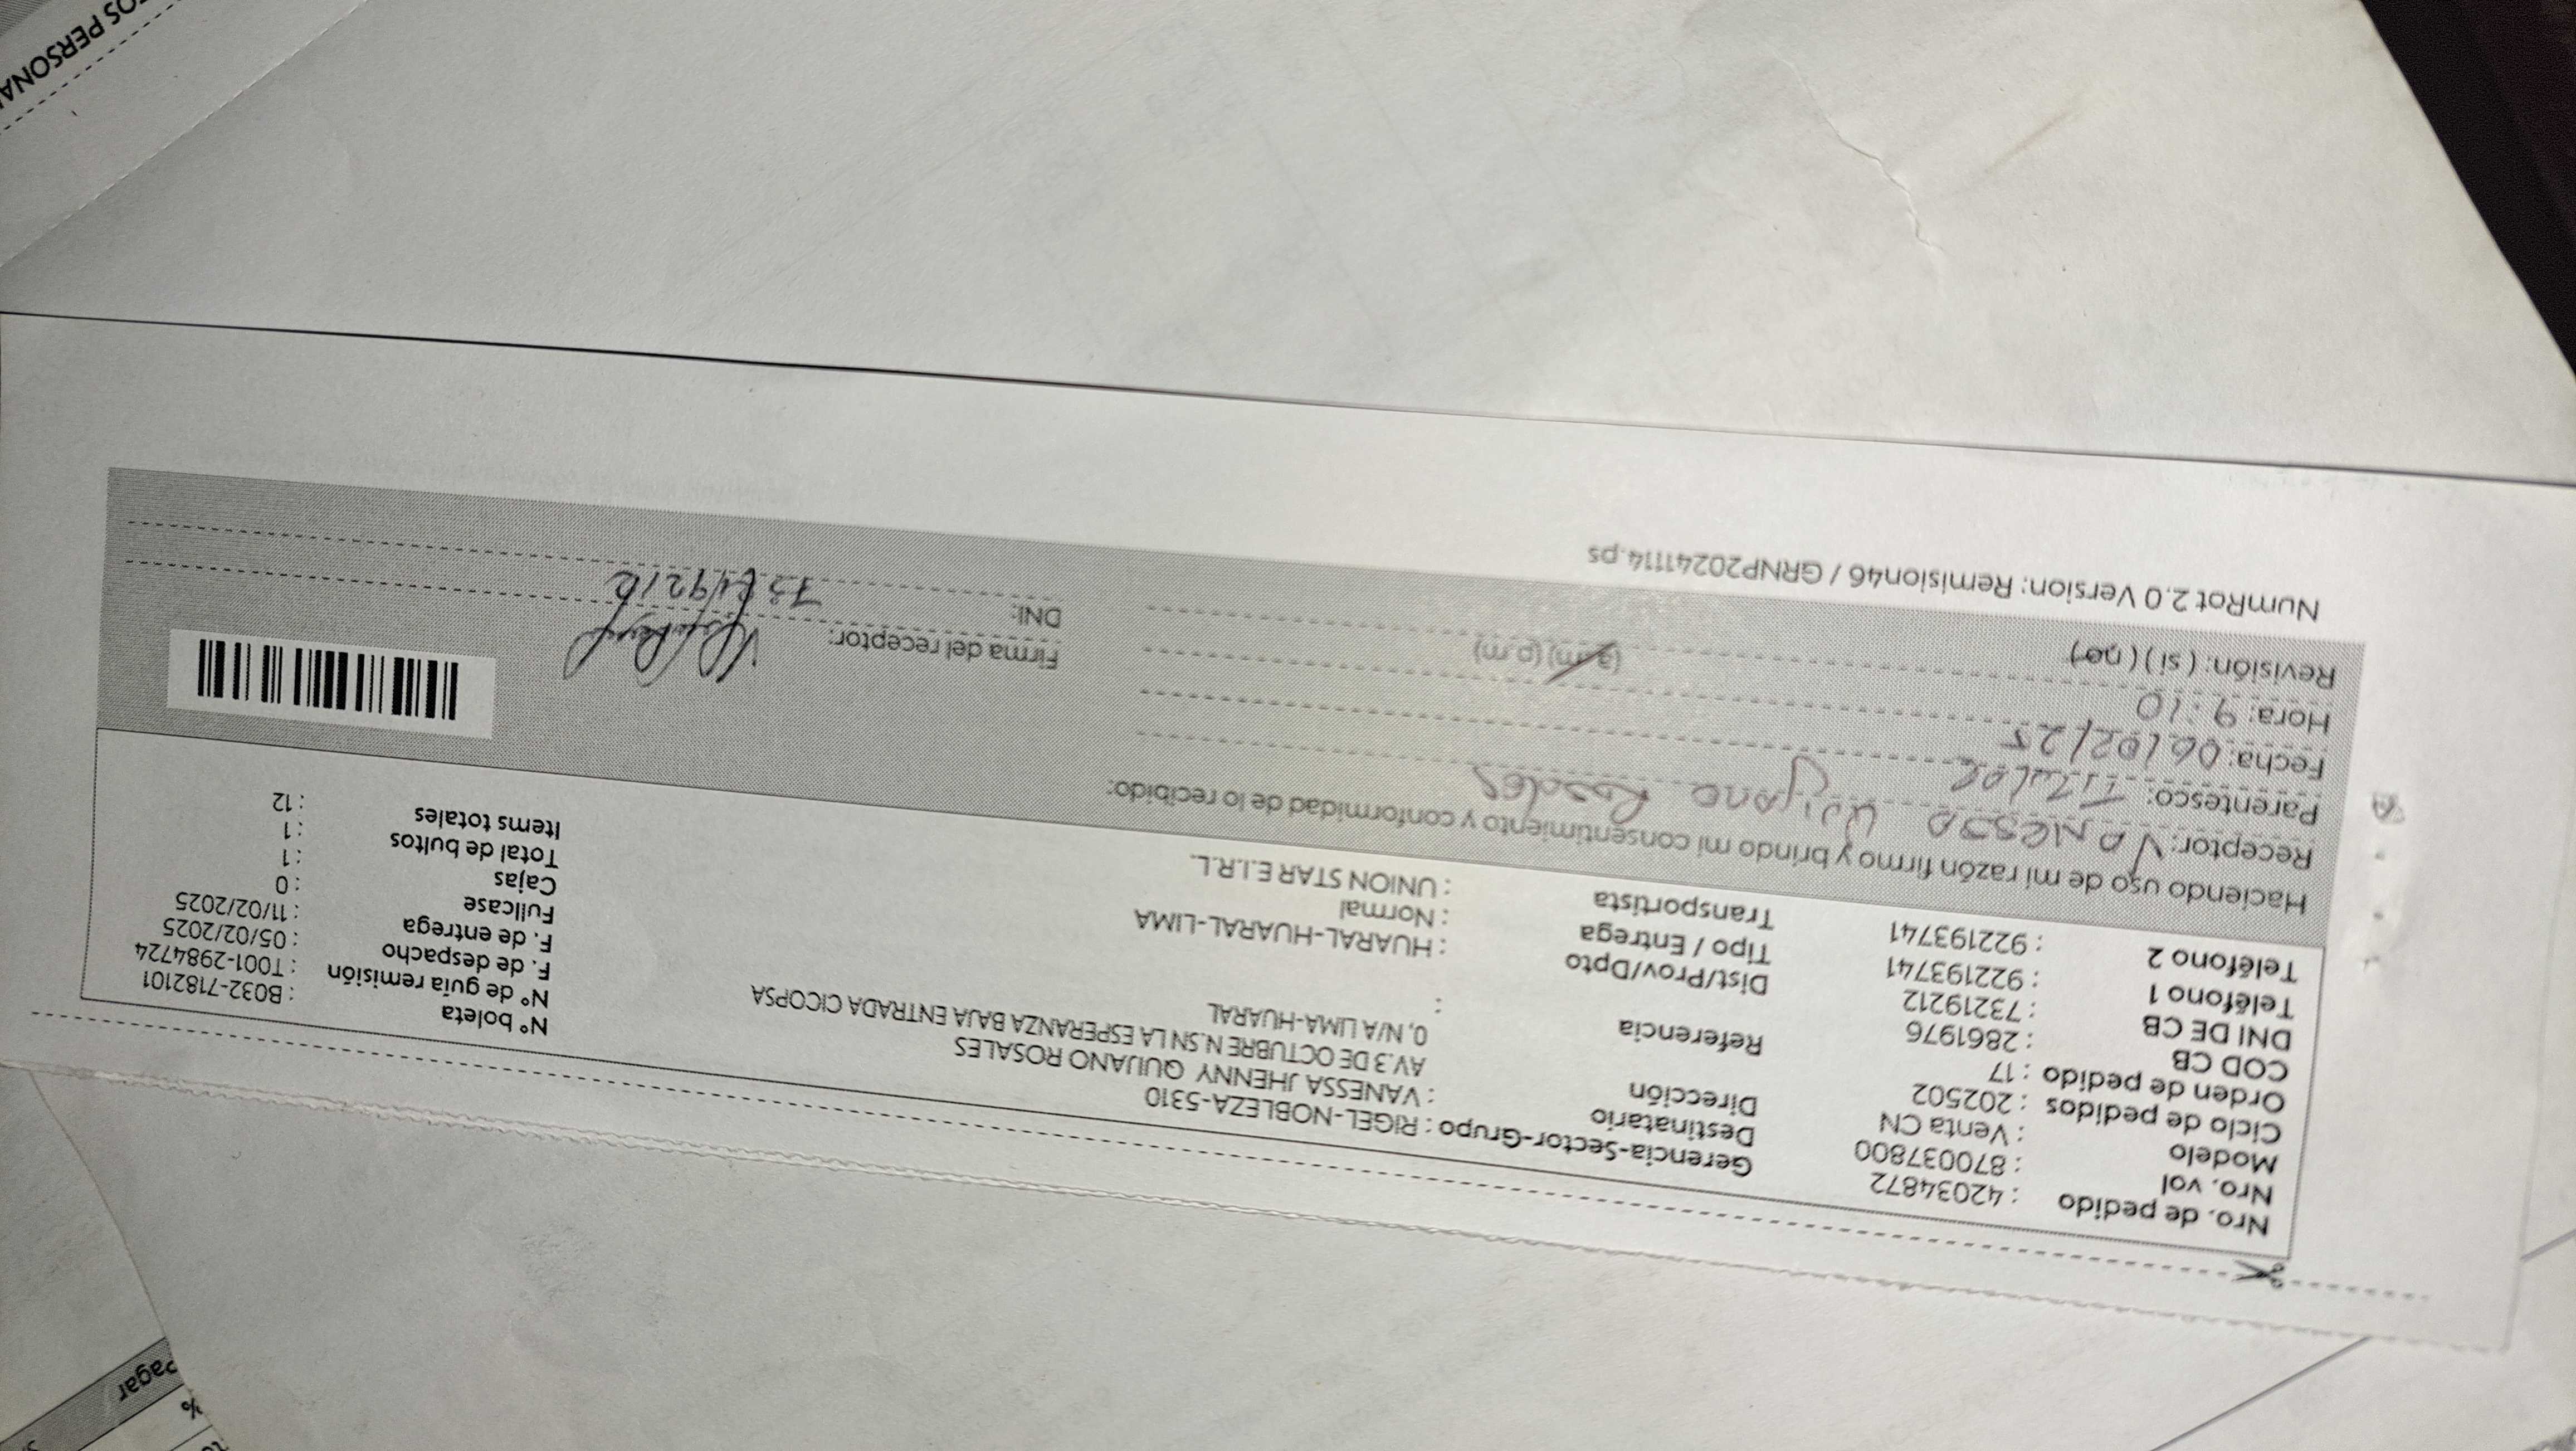 Nro. de pedido : 42034872
Nro. vol : 870037800
Modelo : Venta CN
Ciclo de pedidos : 202502
Orden de pedido : 17
COD CB : 2861976
DNI DE CB : 73219212
Teléfono 1 : 922193741
Teléfono 2 : 922193741
Gerencia-Sector-Grupo : RIGEL-NOBLEZA-5310
Destinatario : VANESSA JHENNY QUIJANO ROSALES
Dirección AV.3 DE OCTUBRE N.SN LA ESPERANZA BAJA ENTRADA CICOPSA
0, N/A LIMA-HUARAL
Referencia :
Dist/Prov/Dpto : HUARAL-HUARAL-LIMA
Tipo / Entrega : Normal
Transportista : UNION STAR E.I.R.L.
N° boleta : B032-7182101
N° de guía remisión : T001-2984724
F. de despacho : 05/02/2025
F. de entrega : 11/02/2025
Fullcase : 0
Cajas : 1
Total de bultos : 1
Items totales : 12
Haciendo uso de mi razón firmo y brindo mi consentimiento y conformidad de lo recibido:
Receptor: VANESSA Quijano Rosales
Parentesco: Titular
Fecha: 06/02/25
Hora: 9:10 (a.m) (p.m)
Revisión: (si) (no)
Firma del receptor:
DNI:
NumRot 2.0 Version: Remision46 / GRNP20241114.ps
Pagar
%